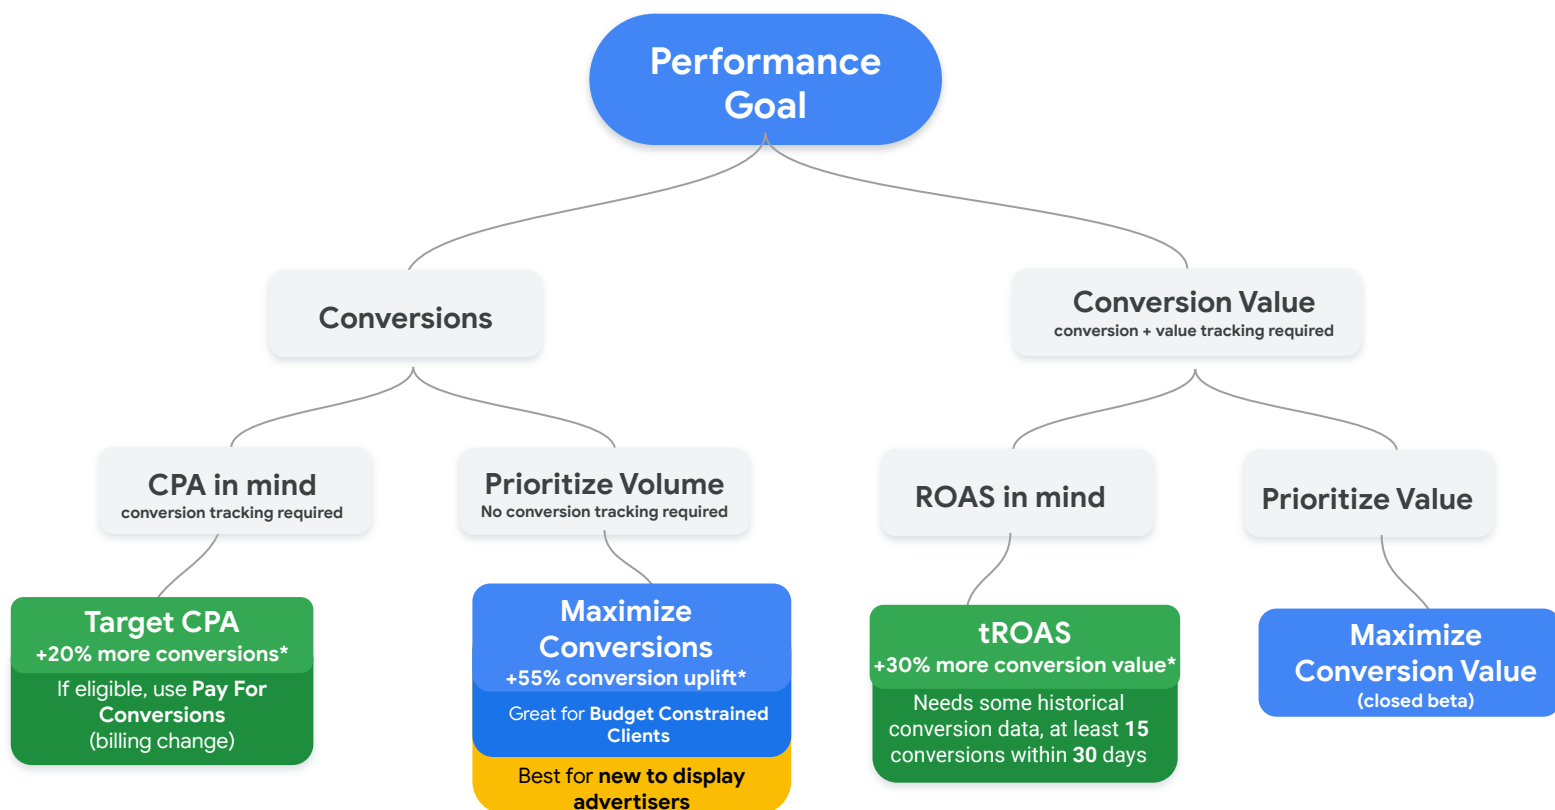 Performance
Goal
Conversions
Conversion Value
conversion + value tracking required
CPA in mind
conversion tracking required
Prioritize Volume
No conversion tracking required
ROAS in mind
Prioritize Value
Target CPA
+20% more conversions*
If eligible, use Pay For
Conversions
(billing change)
Maximize
Conversions
+55% conversion uplift*
Great for Budget Constrained
Clients
Best for new to display
advertisers
tROAS
+30% more conversion value*
Needs some historical
conversion data, at least 15
conversions within 30 days
Maximize
Conversion Value
(closed beta)